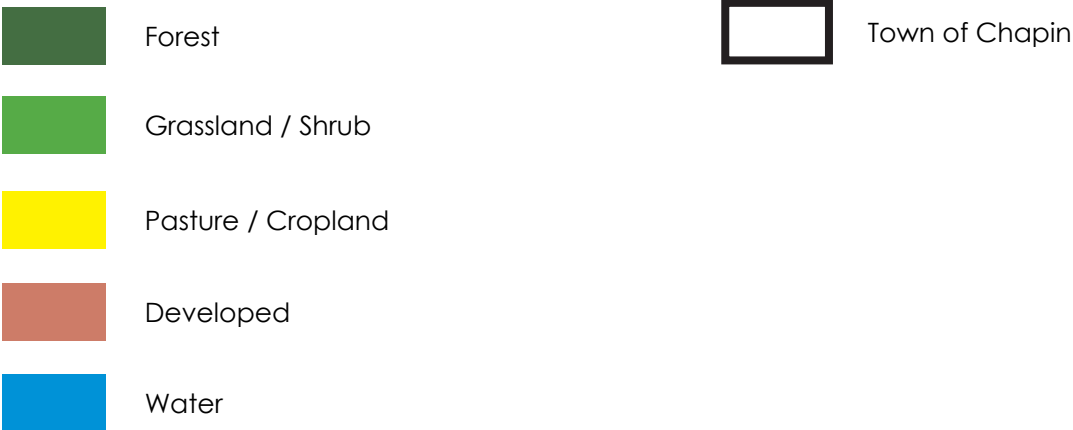 Forest
Grassland / Shrub
Pasture / Cropland
Developed
Water
Town of Chapin